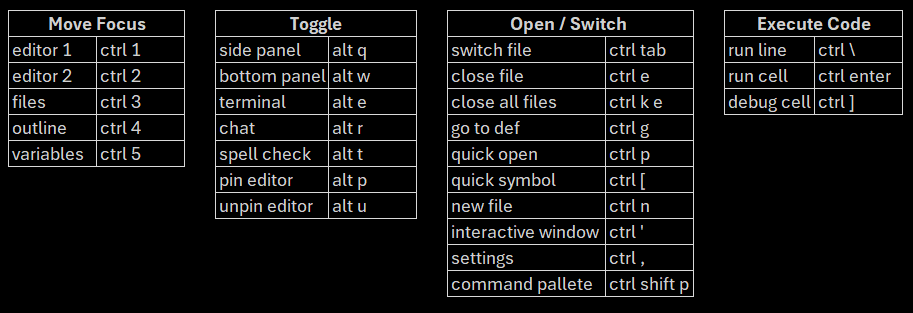 Move Focus
editor 1 ctrl 1
editor 2 ctrl 2
files ctrl 3
outline ctrl 4
variables ctrl 5
Toggle
side panel alt q
bottom panel alt w
terminal alt e
chat alt r
spell check alt t
pin editor alt p
unpin editor alt u
Open / Switch
switch file ctrl tab
close file ctrl e
close all files ctrl k e
go to def ctrl g
quick open ctrl p
quick symbol ctrl [
new file ctrl n
interactive window ctrl '
settings ctrl ,
command pallete ctrl shift p
Execute Code
run line ctrl \
run cell ctrl enter
debug cell ctrl ]